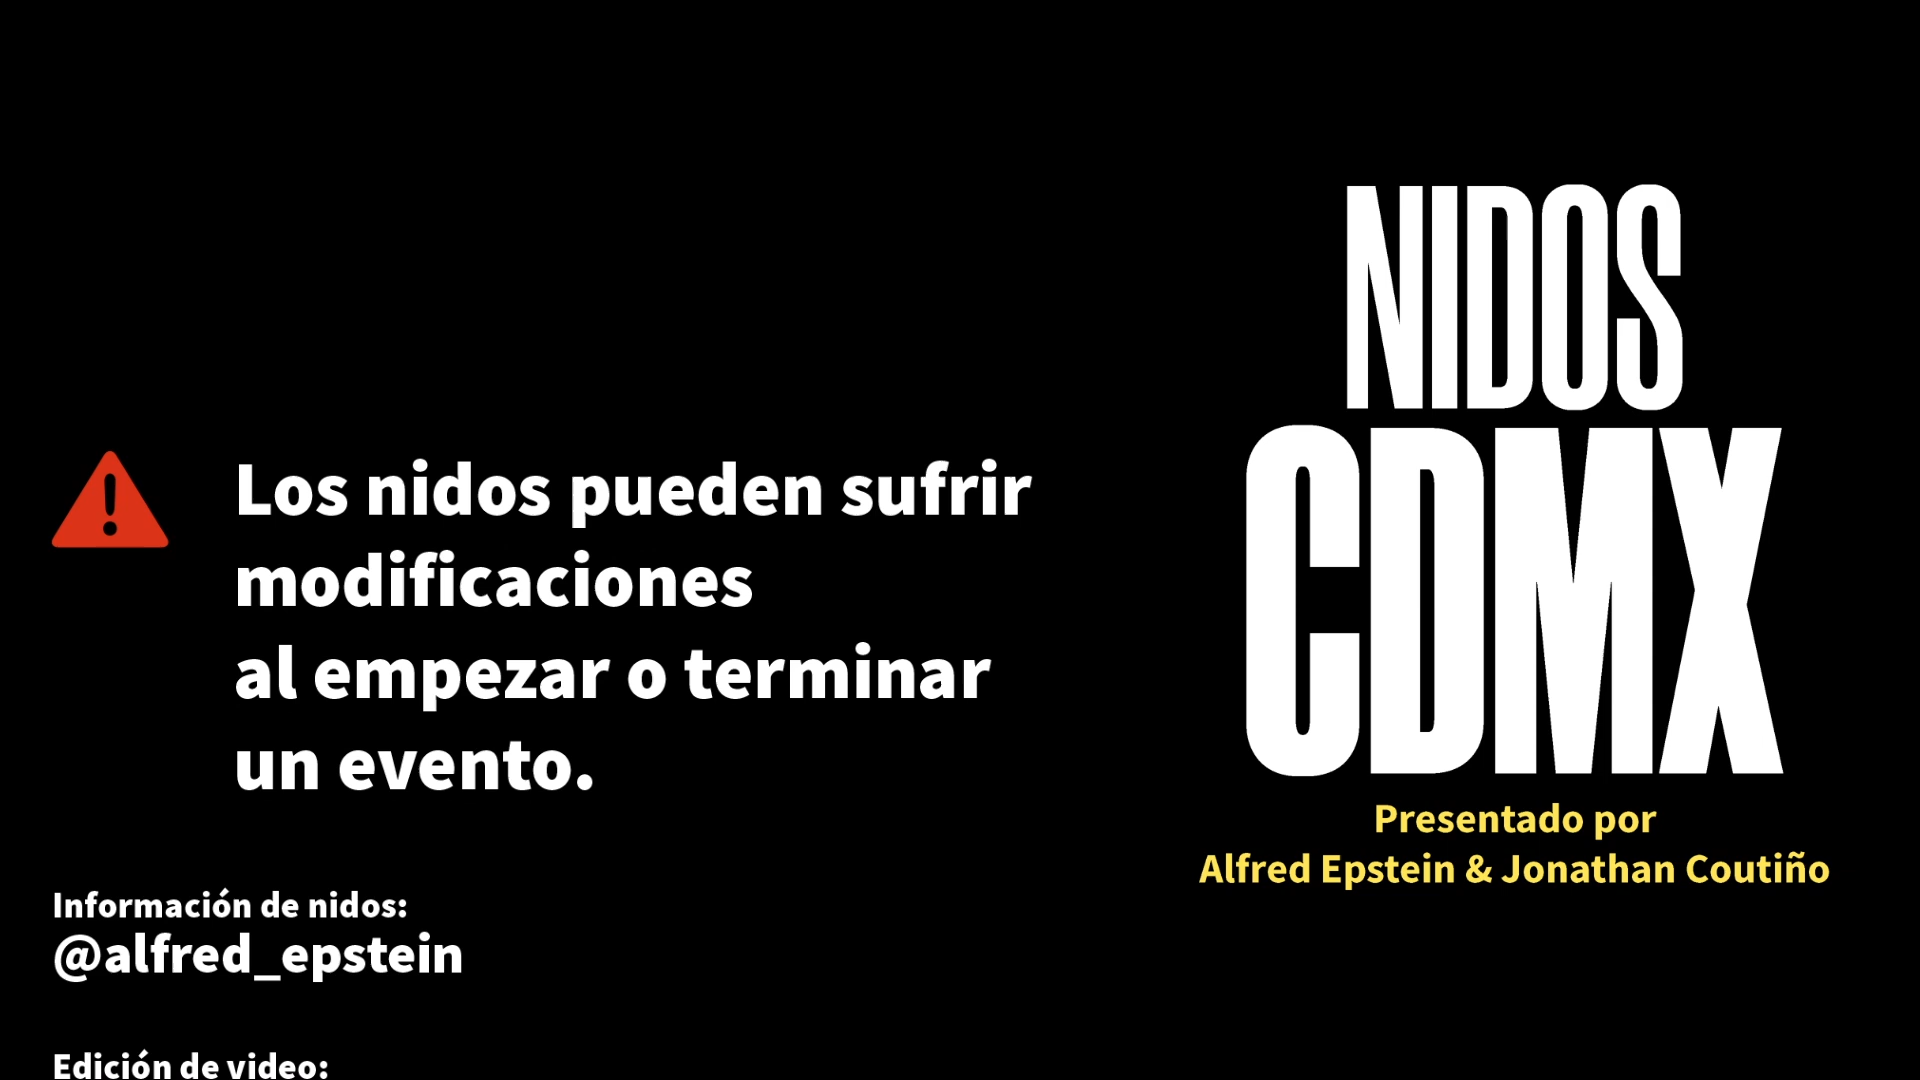 Los nidos pueden sufrir
modificaciones
al empezar o terminar
un evento.
Información de nidos:
@alfred_epstein
Edición de video:
NIDOS
CDMX
Presentado por
Alfred Epstein & Jonathan Coutiño